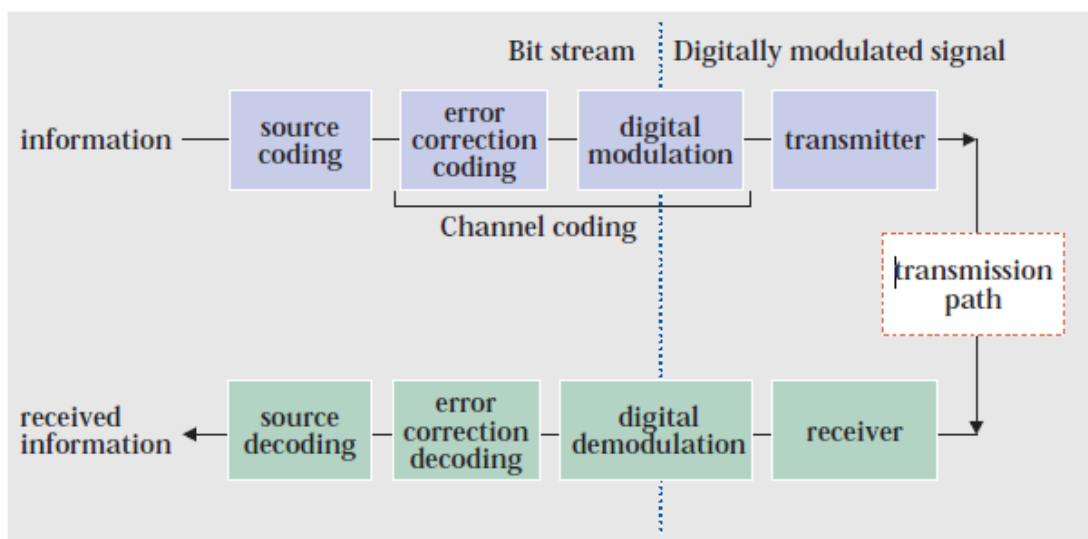 Bit stream
Digitally modulated signal
information
source
coding
error
correction
coding
digital
modulation
transmitter
Channel coding
transmission
path
received
information
source
decoding
error
correction
decoding
digital
demodulation
receiver